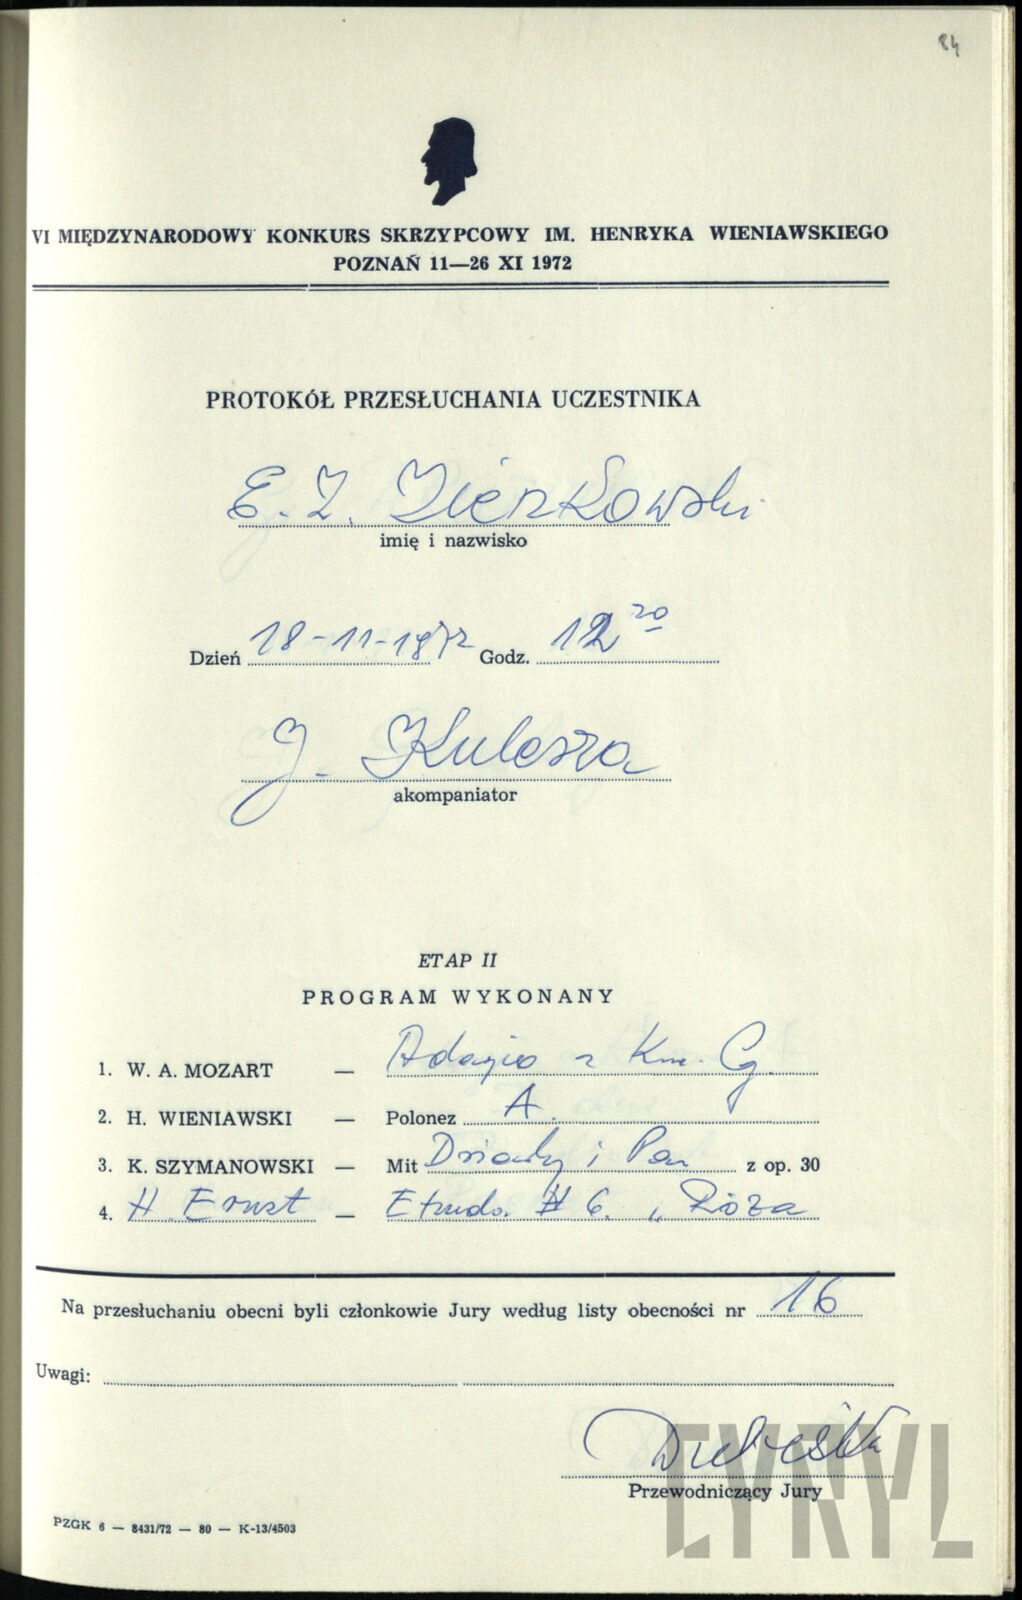 84
VI MIĘDZYNARODOWY KONKURS SKRZYPCOWY IM. HENRYKA WIENIAWSKIEGO
POZNAŃ 11—26 XI 1972
PROTOKÓŁ PRZESŁUCHANIA UCZESTNIKA
E. Z. Zienkowski
imię i nazwisko
Dzień 18-11-1972 Godz. 12 20
J. Kulesza
akompaniator
ETAP II
PROGRAM WYKONANY
1. W. A. MOZART — Adagio z G.
2. H. WIENIAWSKI — Polonez A.
3. K. SZYMANOWSKI — Mit Driady i Pan z op. 30
4. H. Ernst — Etiuda # 6. „Róża
Na przesłuchaniu obecni byli członkowie Jury według listy obecności nr 16
Uwagi:
Przewodniczący Jury
PZGK 6 — 8431/72 — 80 — K-13/4503
CYRYL